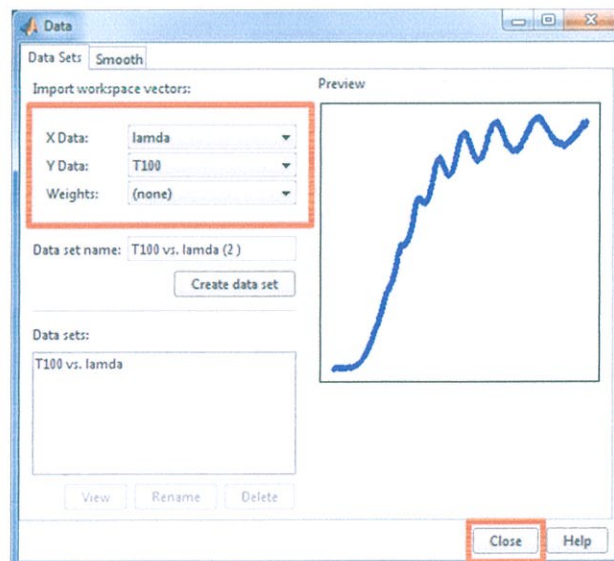 Data
Data Sets Smooth
Import workspace vectors:
Preview
X Data: lamda
Y Data: T100
Weights: (none)
Data set name: T100 vs. lamda (2 )
Create data set
Data sets:
T100 vs. lamda
View Rename Delete
Close Help